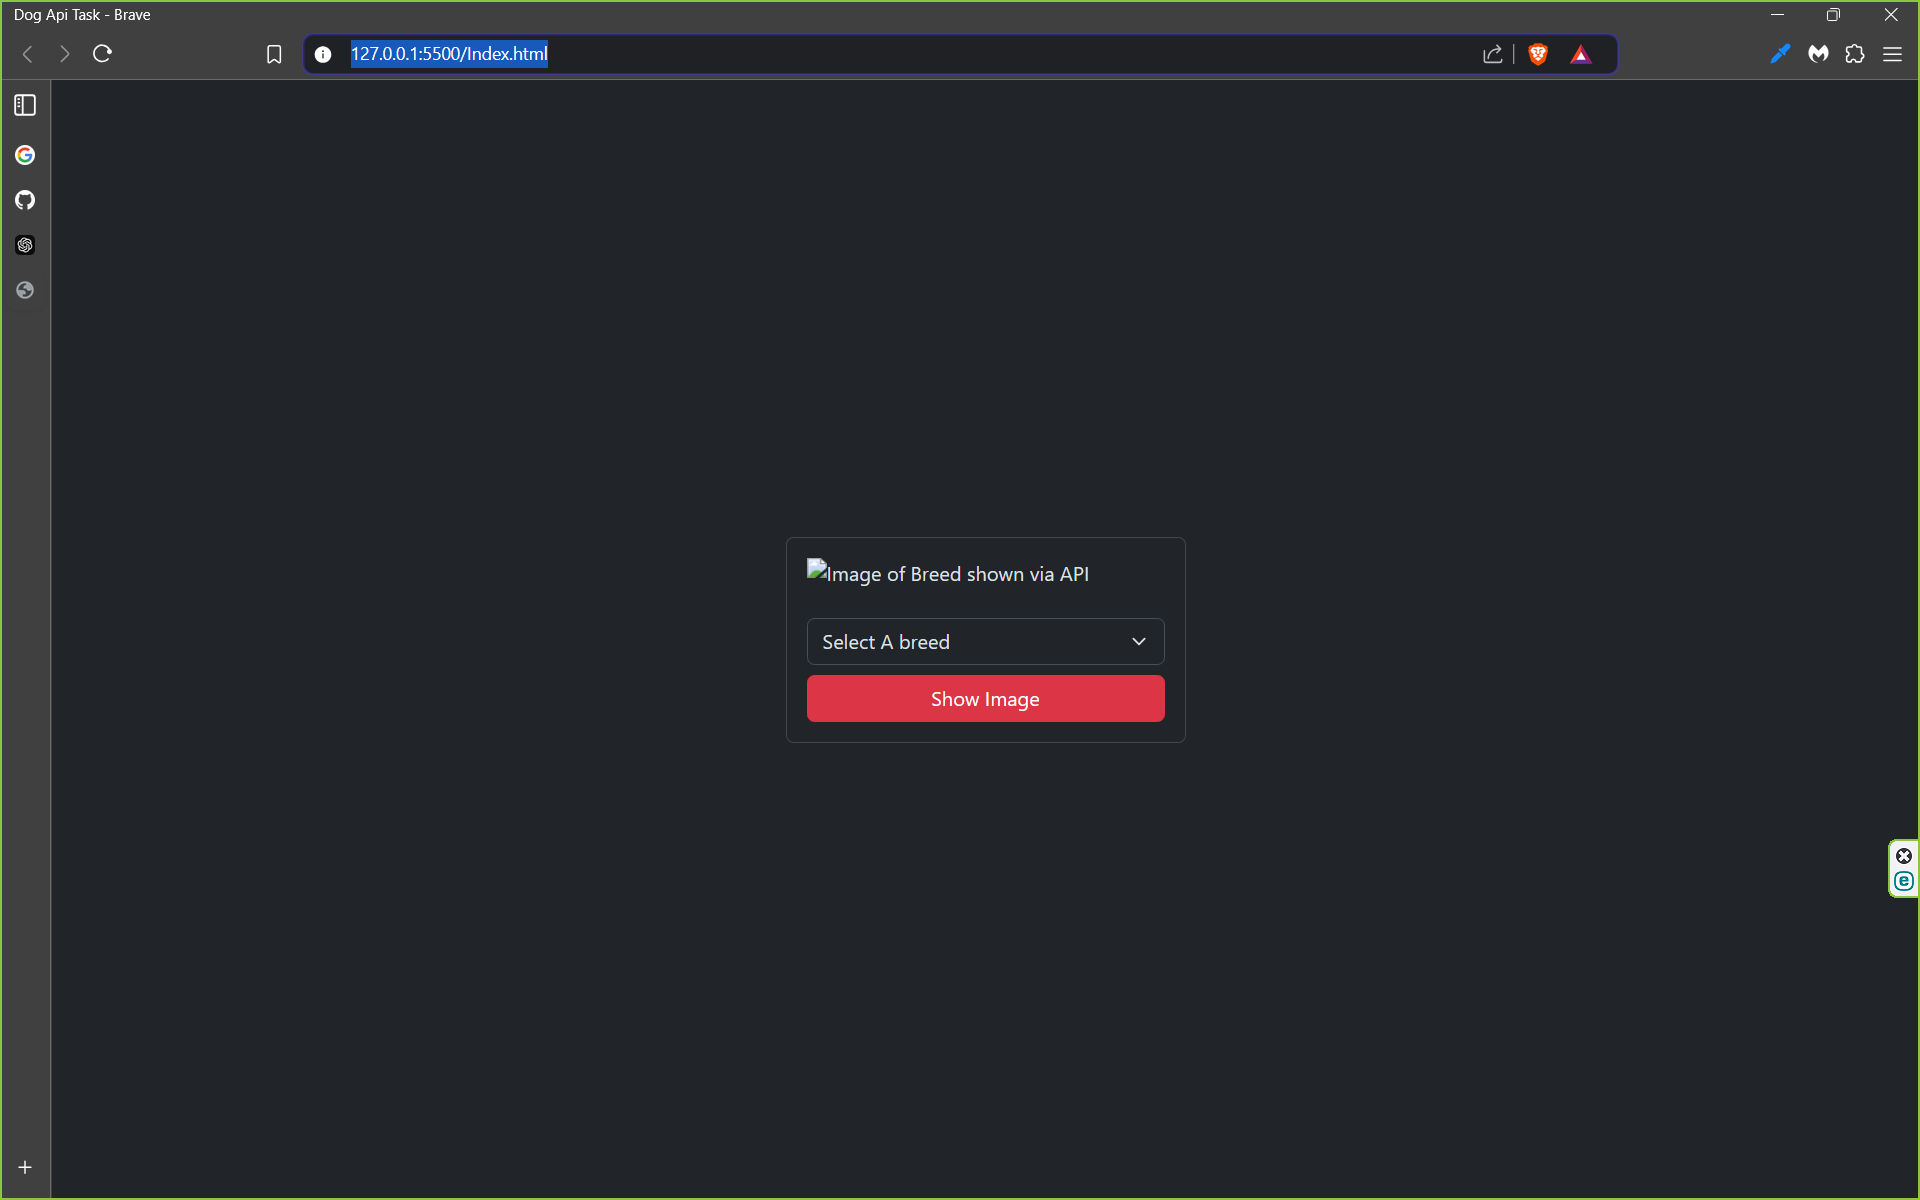 Dog Api Task - Brave
127.0.0.1:5500/Index.html
Image of Breed shown via API
Select A breed
Show Image